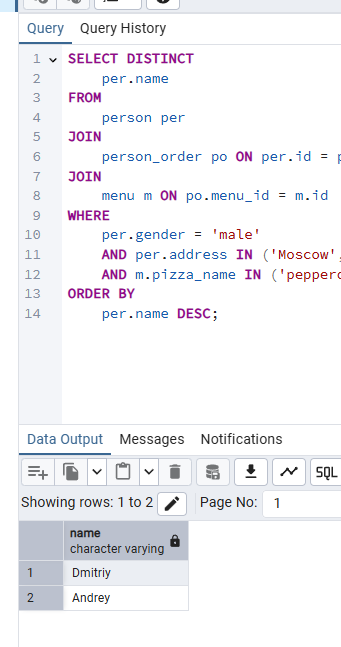 Query Query History
1 SELECT DISTINCT
2 per.name
3 FROM
4 person per
5 JOIN
6 person_order po ON per.id = p
7 JOIN
8 menu m ON po.menu_id = m.id
9 WHERE
10 per.gender = 'male'
11 AND per.address IN ('Moscow',
12 AND m.pizza_name IN ('peppero
13 ORDER BY
14 per.name DESC;
Data Output Messages Notifications
SQL
Showing rows: 1 to 2 Page No: 1
name
character varying
1 Dmitriy
2 Andrey